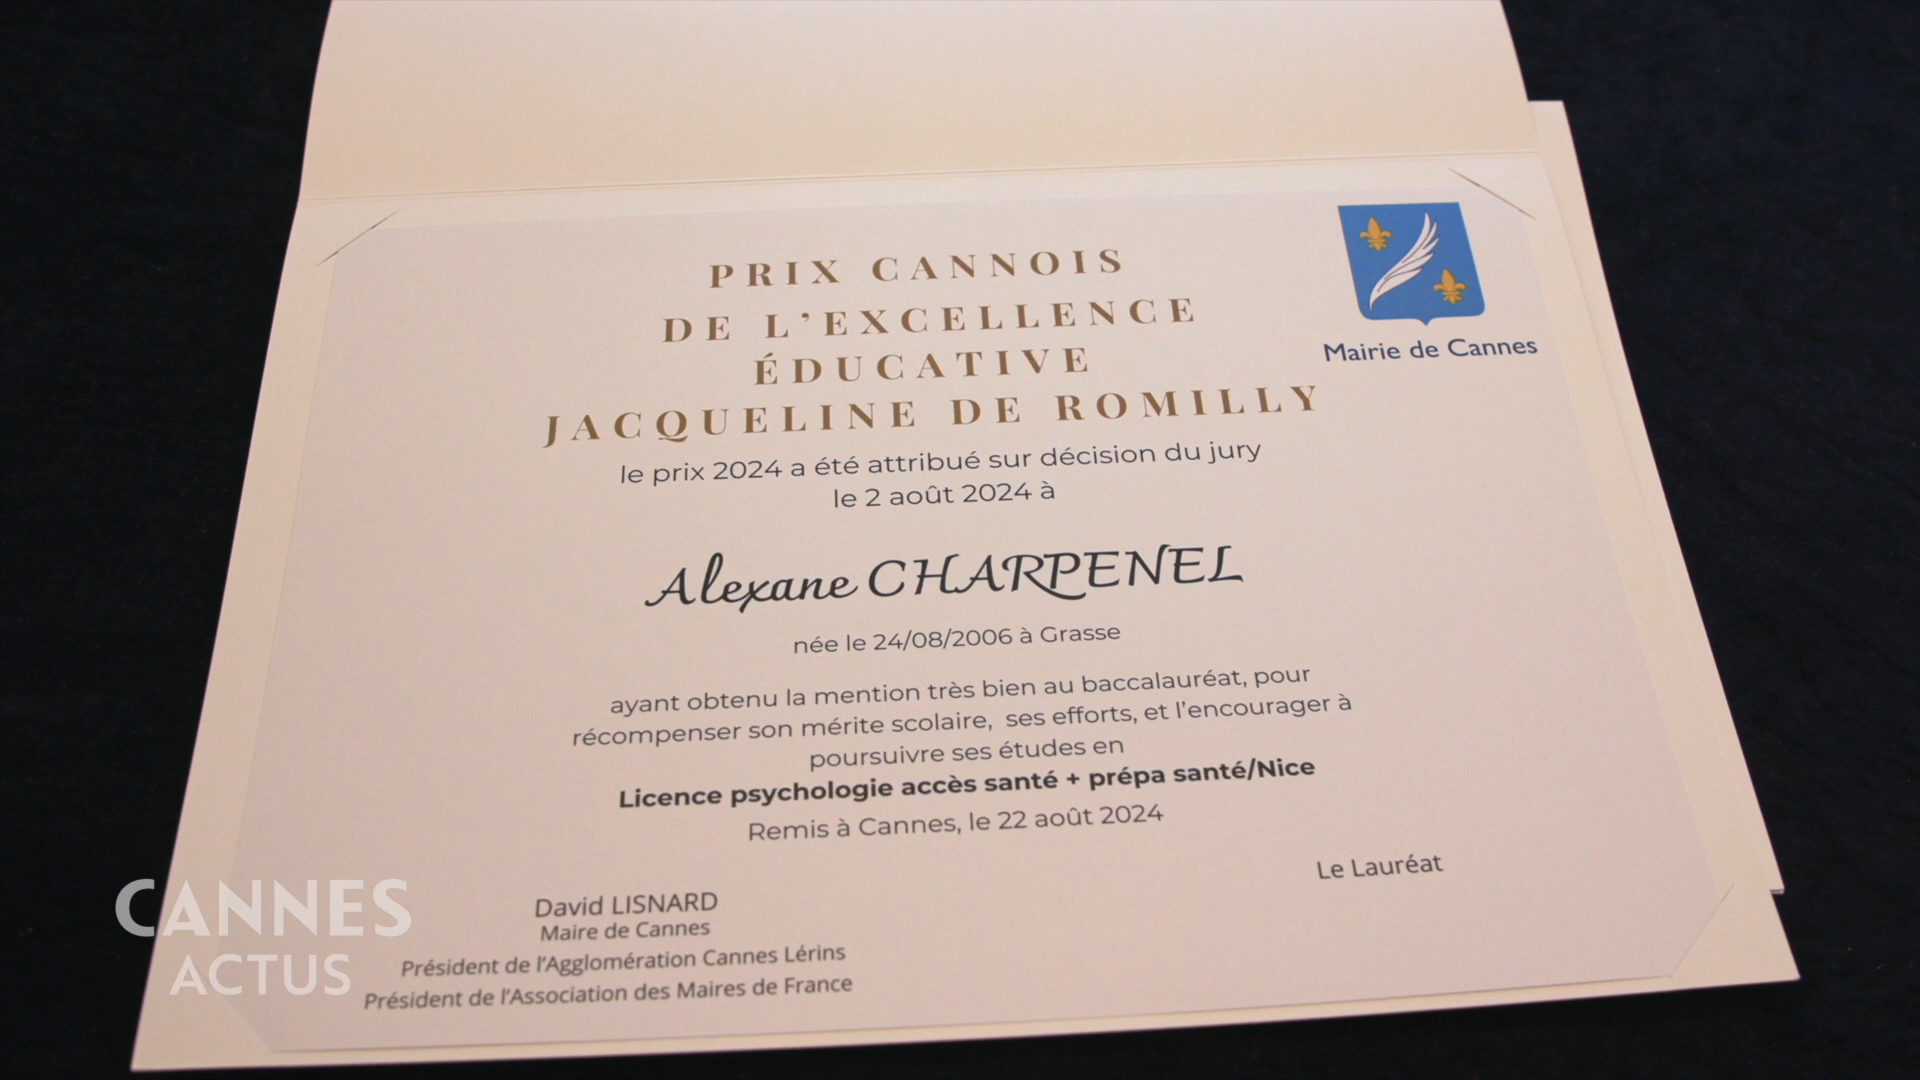 PRIX CANNOIS
DE L'EXCELLENCE
ÉDUCATIVE
JACQUELINE DE ROMILLY
Mairie de Cannes
le prix 2024 a été attribué sur décision du jury
le 2 août 2024 à
Alexane CHARPENEL
née le 24/08/2006 à Grasse
ayant obtenu la mention très bien au baccalauréat, pour
récompenser son mérite scolaire, ses efforts, et l'encourager à
poursuivre ses études en
Licence psychologie accès santé + prépa santé/Nice
Remis à Cannes, le 22 août 2024
Le Lauréat
David LISNARD
Maire de Cannes
Président de l'Agglomération Cannes Lérins
Président de l'Association des Maires de France
CANNES
ACTUS